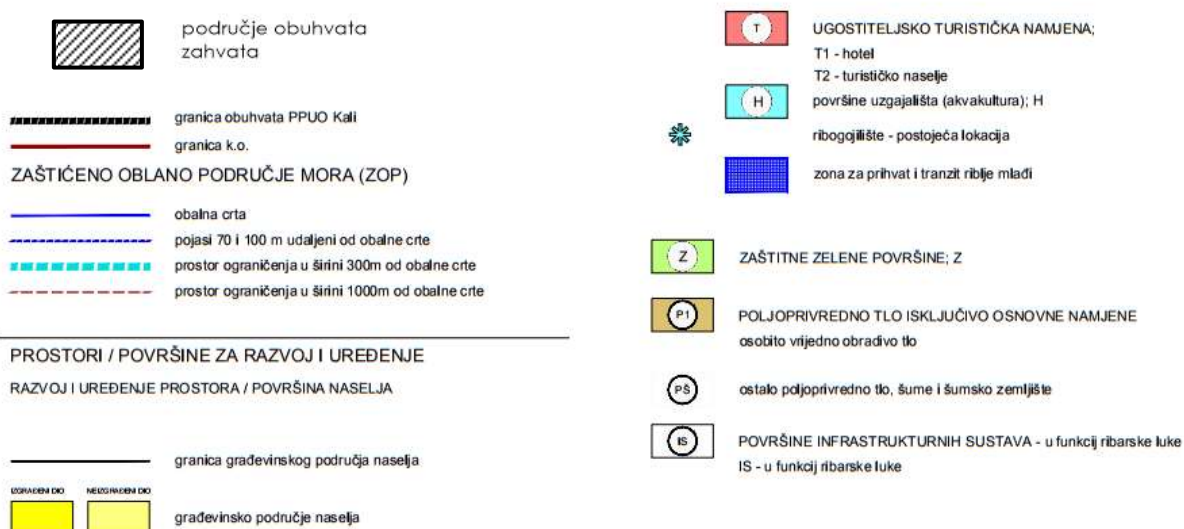 područje obuhvata
zahvata
granica obuhvata PPUO Kali
granica k.o.
ZAŠTIĆENO OBLANO PODRUČJE MORA (ZOP)
obalna crta
pojasi 70 i 100 m udaljeni od obalne crte
prostor ograničenja u širini 300m od obalne crte
prostor ograničenja u širini 1000m od obalne crte
PROSTORI / POVRŠINE ZA RAZVOJ I UREĐENJE
RAZVOJ I UREĐENJE PROSTORA / POVRŠINA NASELJA
granica građevinskog područja naselja
IZGRAĐENI DIO NEIZGRAĐENI DIO
građevinsko područje naselja
T UGOSTITELJSKO TURISTIČKA NAMJENA;
T1 - hotel
T2 - turističko naselje
H površine uzgajališta (akvakultura); H
ribogojilište - postojeća lokacija
zona za prihvat i tranzit riblje mlađi
Z ZAŠTITNE ZELENE POVRŠINE; Z
P1 POLJOPRIVREDNO TLO ISKLJUČIVO OSNOVNE NAMJENE
osobito vrijedno obradivo tlo
PŠ ostalo poljoprivredno tlo, šume i šumsko zemljište
IS POVRŠINE INFRASTRUKTURNIH SUSTAVA - u funkcij ribarske luke
IS - u funkcij ribarske luke